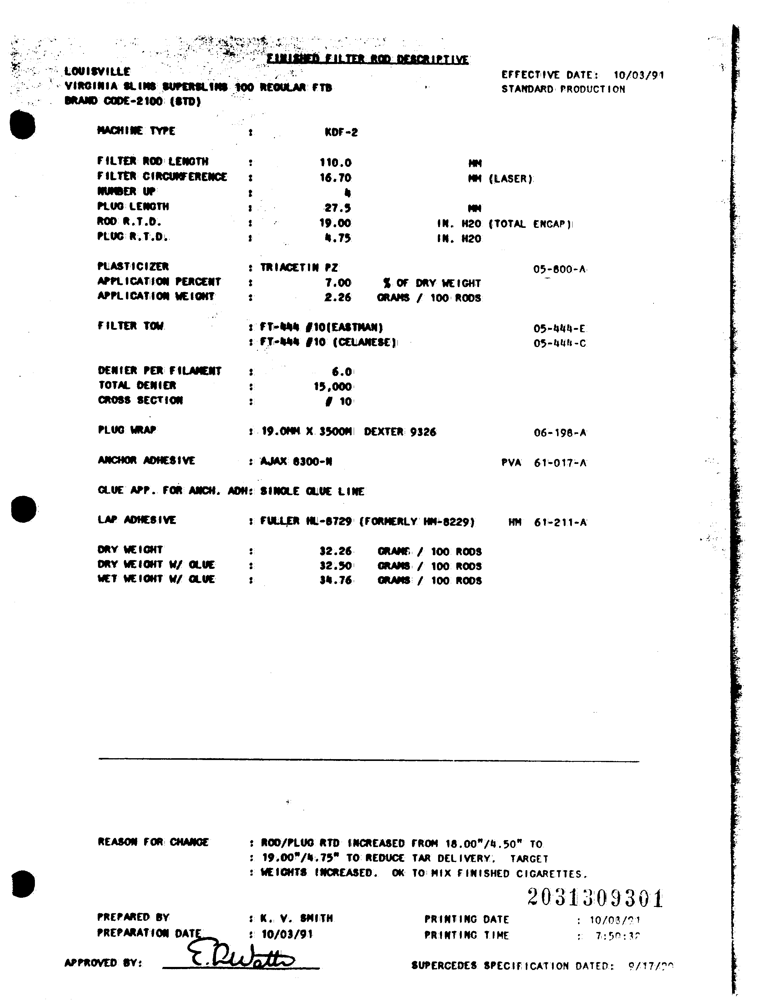 FINISHED FILTER ROD DESCRIPTIVE
LOUISVILLE
EFFECTIVE DATE: 10/03/91
VIRGINIA SLIMS SUPERSLIMS 100 REGULAR FTB
STANDARD PRODUCTION
BRAND CODE-2100 (STD)
MACHINE TYPE : KDF-2
FILTER ROD LENGTH : 110.0 MM
FILTER CIRCUMFERENCE : 16.70 MM (LASER)
NUMBER UP : 4
PLUG LENGTH : 27.5 MM
ROD R.T.D. : 19.00 IN. H2O (TOTAL ENCAP)
PLUG R.T.D. : 4.75 IN. H2O
PLASTICIZER : TRIACETIN PZ 05-800-A
APPLICATION PERCENT : 7.00 % OF DRY WEIGHT
APPLICATION WEIGHT : 2.26 GRAMS / 100 RODS
FILTER TOW : FT-444 #10(EASTMAN) 05-444-E
: FT-444 #10 (CELANESE) 05-444-C
DENIER PER FILAMENT : 6.0
TOTAL DENIER : 15,000
CROSS SECTION : # 10
PLUG WRAP : 19.0MM X 3500M DEXTER 9326 06-198-A
ANCHOR ADHESIVE : AJAX 8300-N PVA 61-017-A
GLUE APP. FOR ANCH. ADH: SINGLE GLUE LINE
LAP ADHESIVE : FULLER HL-8729 (FORMERLY HM-8229) HM 61-211-A
DRY WEIGHT : 32.26 GRAMS / 100 RODS
DRY WEIGHT W/ GLUE : 32.50 GRAMS / 100 RODS
WET WEIGHT W/ GLUE : 34.76 GRAMS / 100 RODS
REASON FOR CHANGE : ROD/PLUG RTD INCREASED FROM 18.00"/4.50" TO
: 19.00"/4.75" TO REDUCE TAR DELIVERY. TARGET
: WEIGHTS INCREASED. OK TO MIX FINISHED CIGARETTES.
2031309301
PREPARED BY : K. V. SMITH PRINTING DATE : 10/03/91
PREPARATION DATE : 10/03/91 PRINTING TIME : 7:50:32
APPROVED BY: E. R. Watts
SUPERCEDES SPECIFICATION DATED: